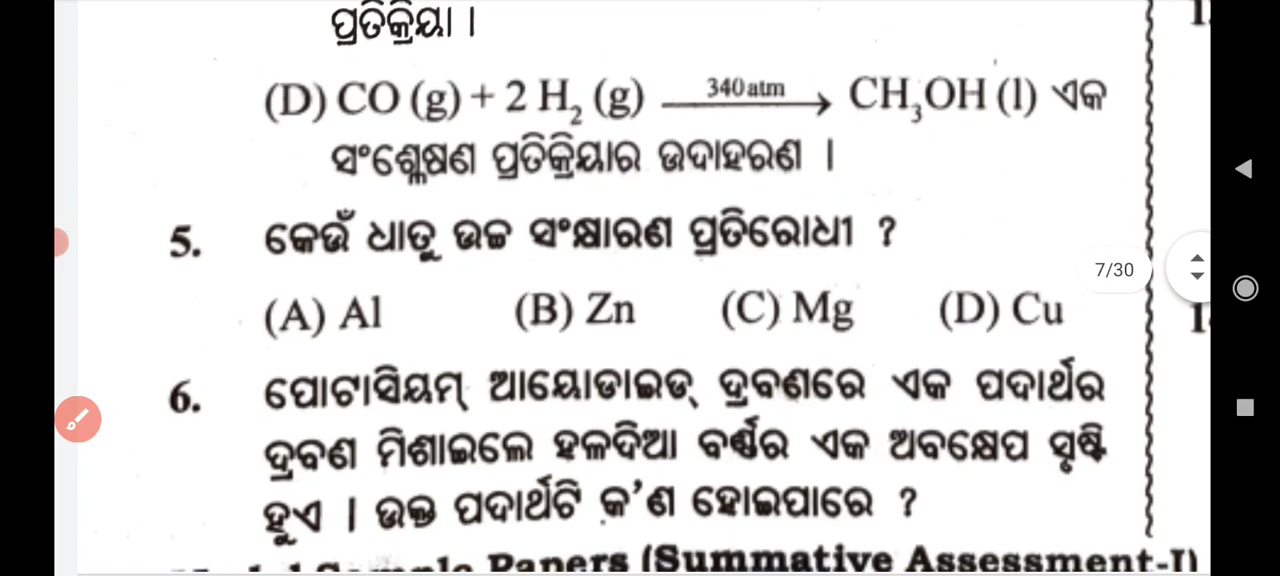 ପ୍ରତିକ୍ରିୟା ।
(D) CO (g) + 2 H₂ (g) 340 atm → CH₃OH (l) ଏକ
ସଂଶ୍ଳେଷଣ ପ୍ରତିକ୍ରିୟାର ଉଦାହରଣ ।
5. କେଉଁ ଧାତୁ ଉଚ୍ଚ ସଂକ୍ଷାରଣ ପ୍ରତିରୋଧୀ ?
7/30
(A) Al (B) Zn (C) Mg (D) Cu
6. ପୋଟାସିୟମ୍ ଆୟୋଡାଇଡ୍ ଦ୍ରବଣରେ ଏକ ପଦାର୍ଥର
ଦ୍ରବଣ ମିଶାଇଲେ ହଳଦିଆ ବର୍ଣ୍ଣର ଏକ ଅବକ୍ଷେପ ସୃଷ୍ଟି
ହୁଏ । ଉକ୍ତ ପଦାର୍ଥଟି କ'ଣ ହୋଇପାରେ ?
Sample Papers (Summative Assessment-I)